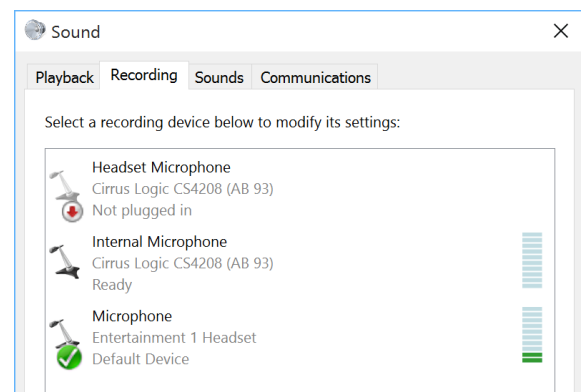 Sound
Playback Recording Sounds Communications
Select a recording device below to modify its settings:
Headset Microphone
Cirrus Logic CS4208 (AB 93)
Not plugged in
Internal Microphone
Cirrus Logic CS4208 (AB 93)
Ready
Microphone
Entertainment 1 Headset
Default Device